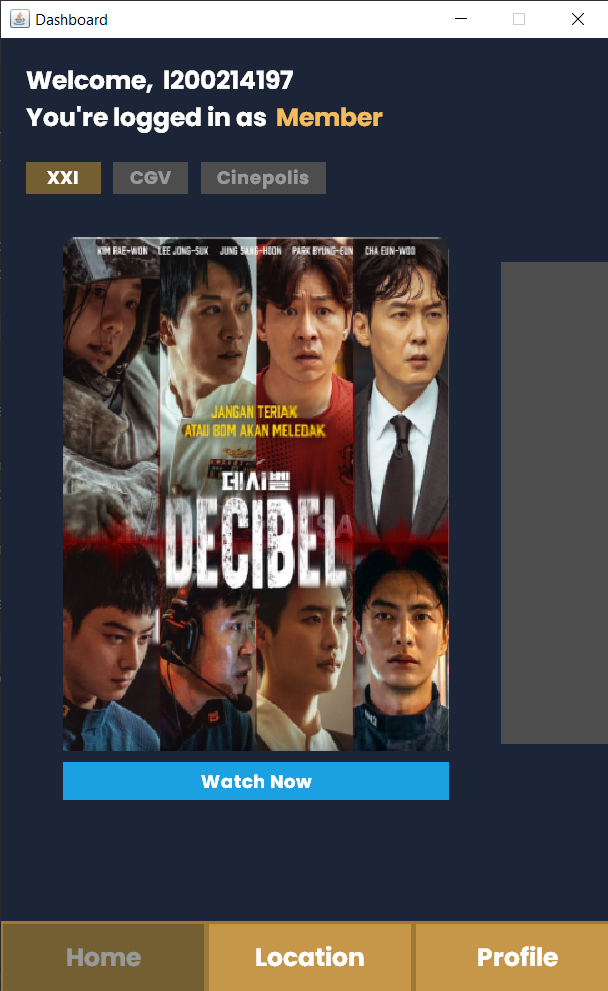 Dashboard
Welcome, l200214197
You're logged in as Member
XXI CGV Cinepolis
KIM RAE-WON LEE JONG-SUK JUNG SANG-HOON PARK BYUNG-EUN CHA EUN-WOO
JANGAN TERIAK
ATAU BOM AKAN MELEDAK
데시벨
DECIBEL
Watch Now
Home Location Profile